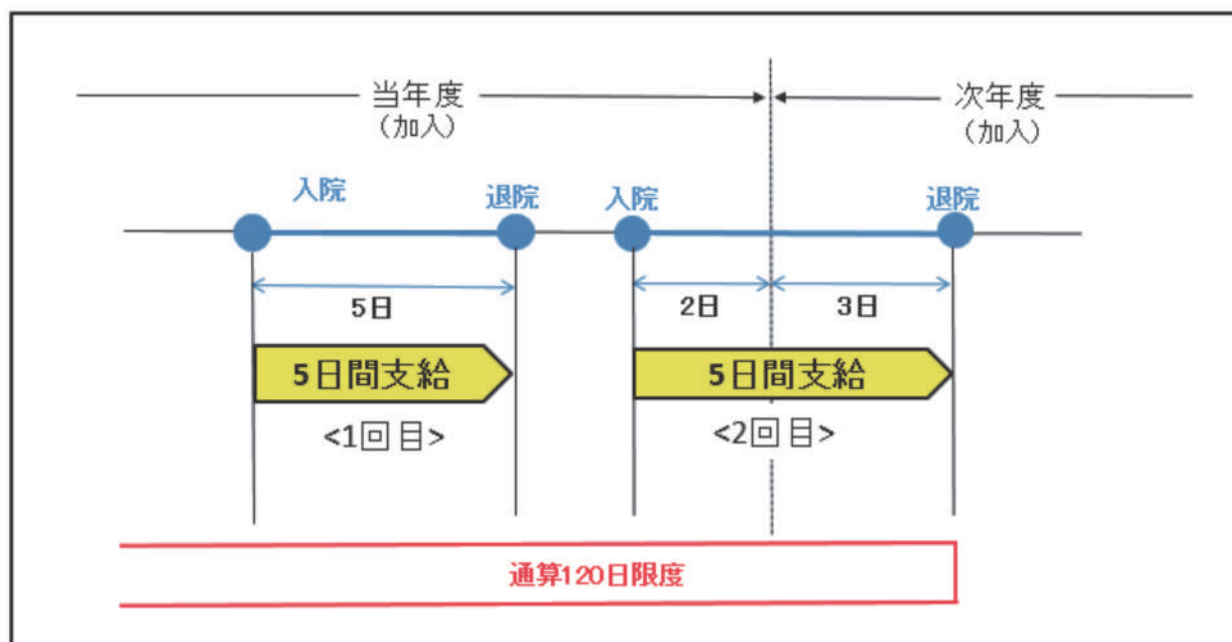 当年度
（加入）
次年度
（加入）
入院
退院
入院
退院
5日
2日
3日
5日間支給
5日間支給
<1回目>
<2回目>
通算120日限度